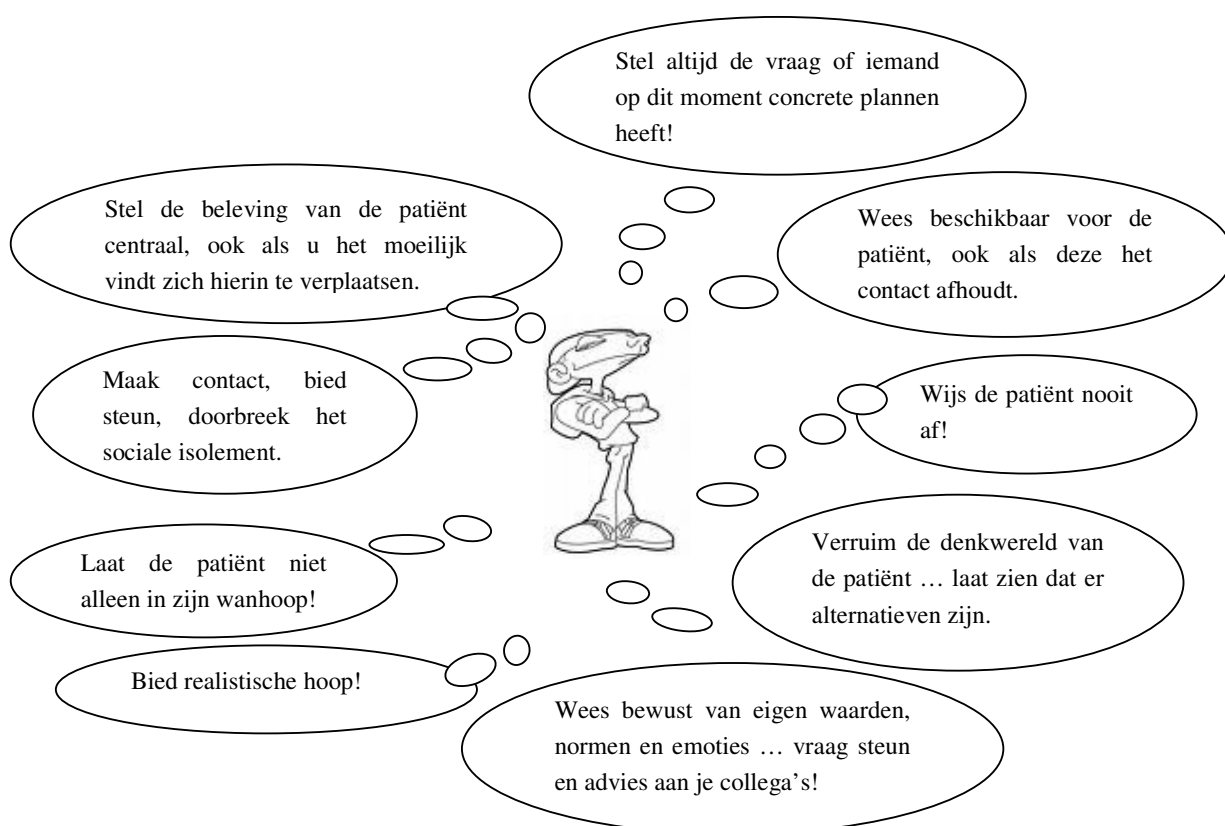 Stel altijd de vraag of iemand
op dit moment concrete plannen
heeft!
Stel de beleving van de patiënt
centraal, ook als u het moeilijk
vindt zich hierin te verplaatsen.
Wees beschikbaar voor de
patiënt, ook als deze het
contact afhoudt.
Maak contact, bied
steun, doorbreek het
sociale isolement.
Wijs de patiënt nooit
af!
Laat de patiënt niet
alleen in zijn wanhoop!
Verruim de denkwereld van
de patiënt … laat zien dat er
alternatieven zijn.
Bied realistische hoop!
Wees bewust van eigen waarden,
normen en emoties … vraag steun
en advies aan je collega's!